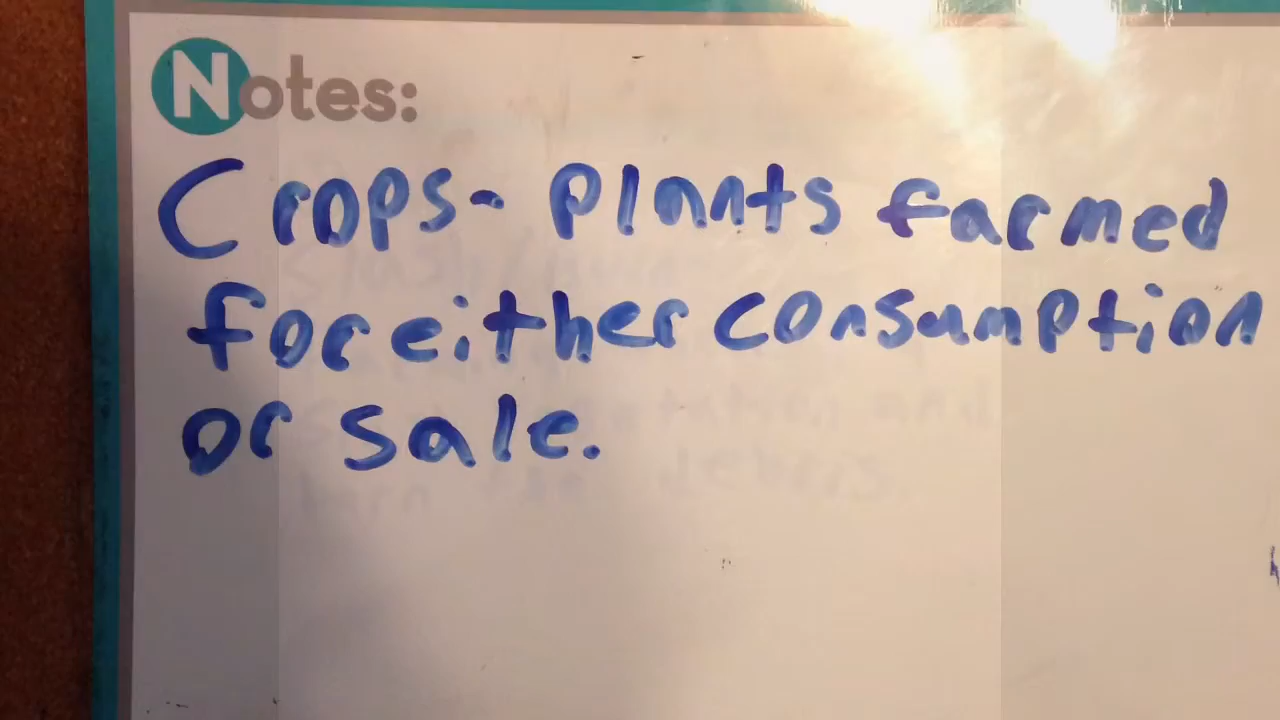 Notes:
Crops- plants farmed
for either consumption
or sale.